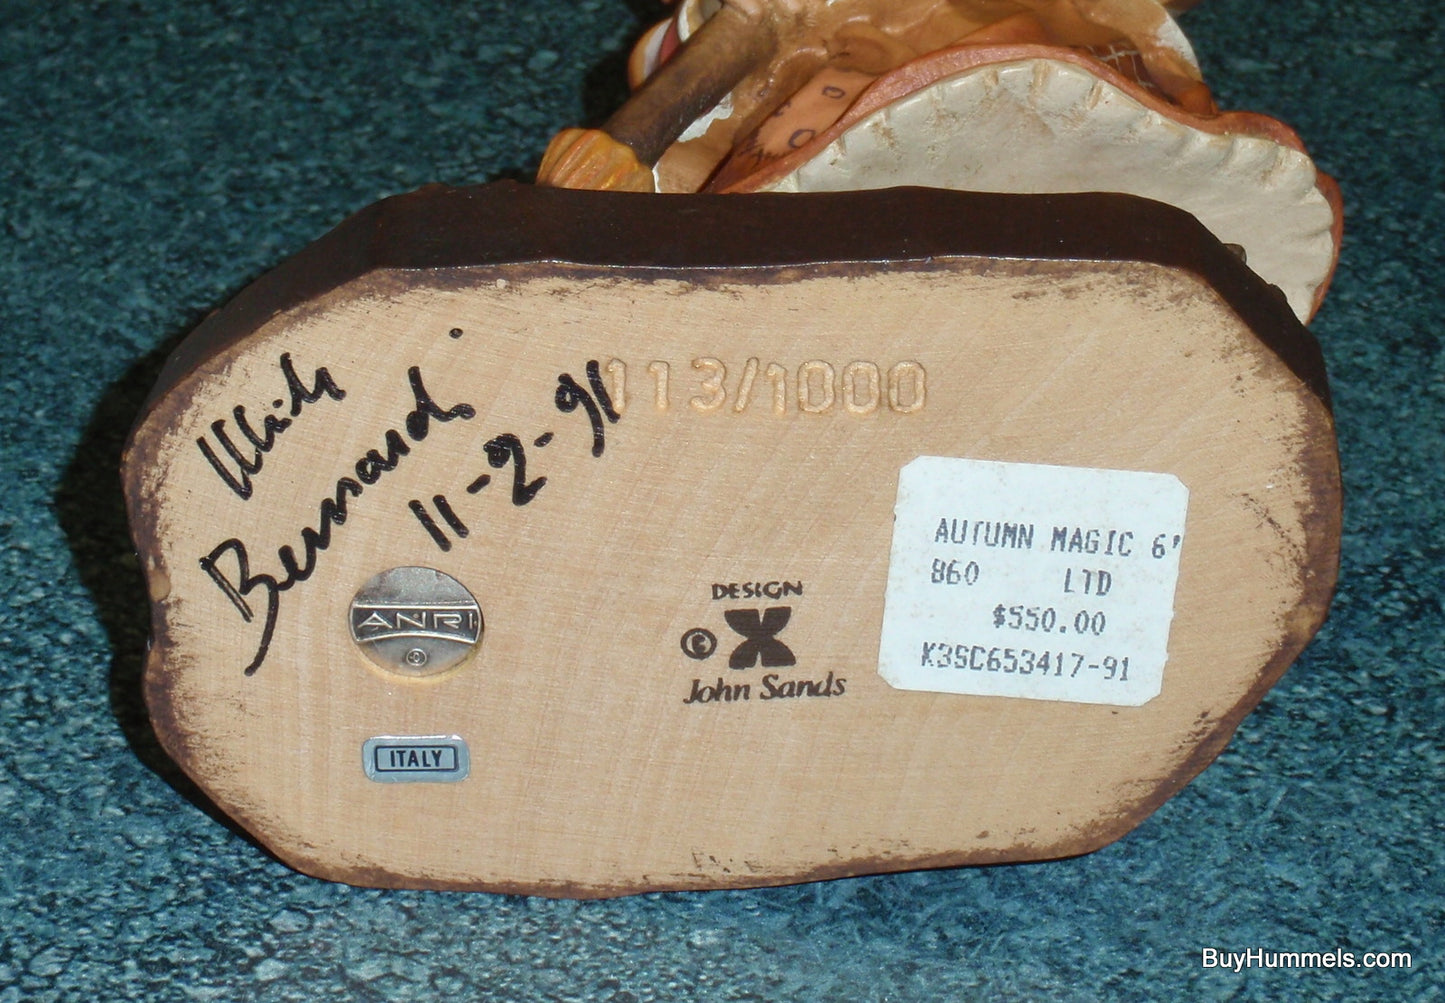 113/1000
Ulrich
Bernardi
11-2-91
ANRI
ITALY
DESIGN
©
John Sands
AUTUMN MAGIC 6"
860 LTD
$550.00
K3SC653417-91
BuyHummels.com